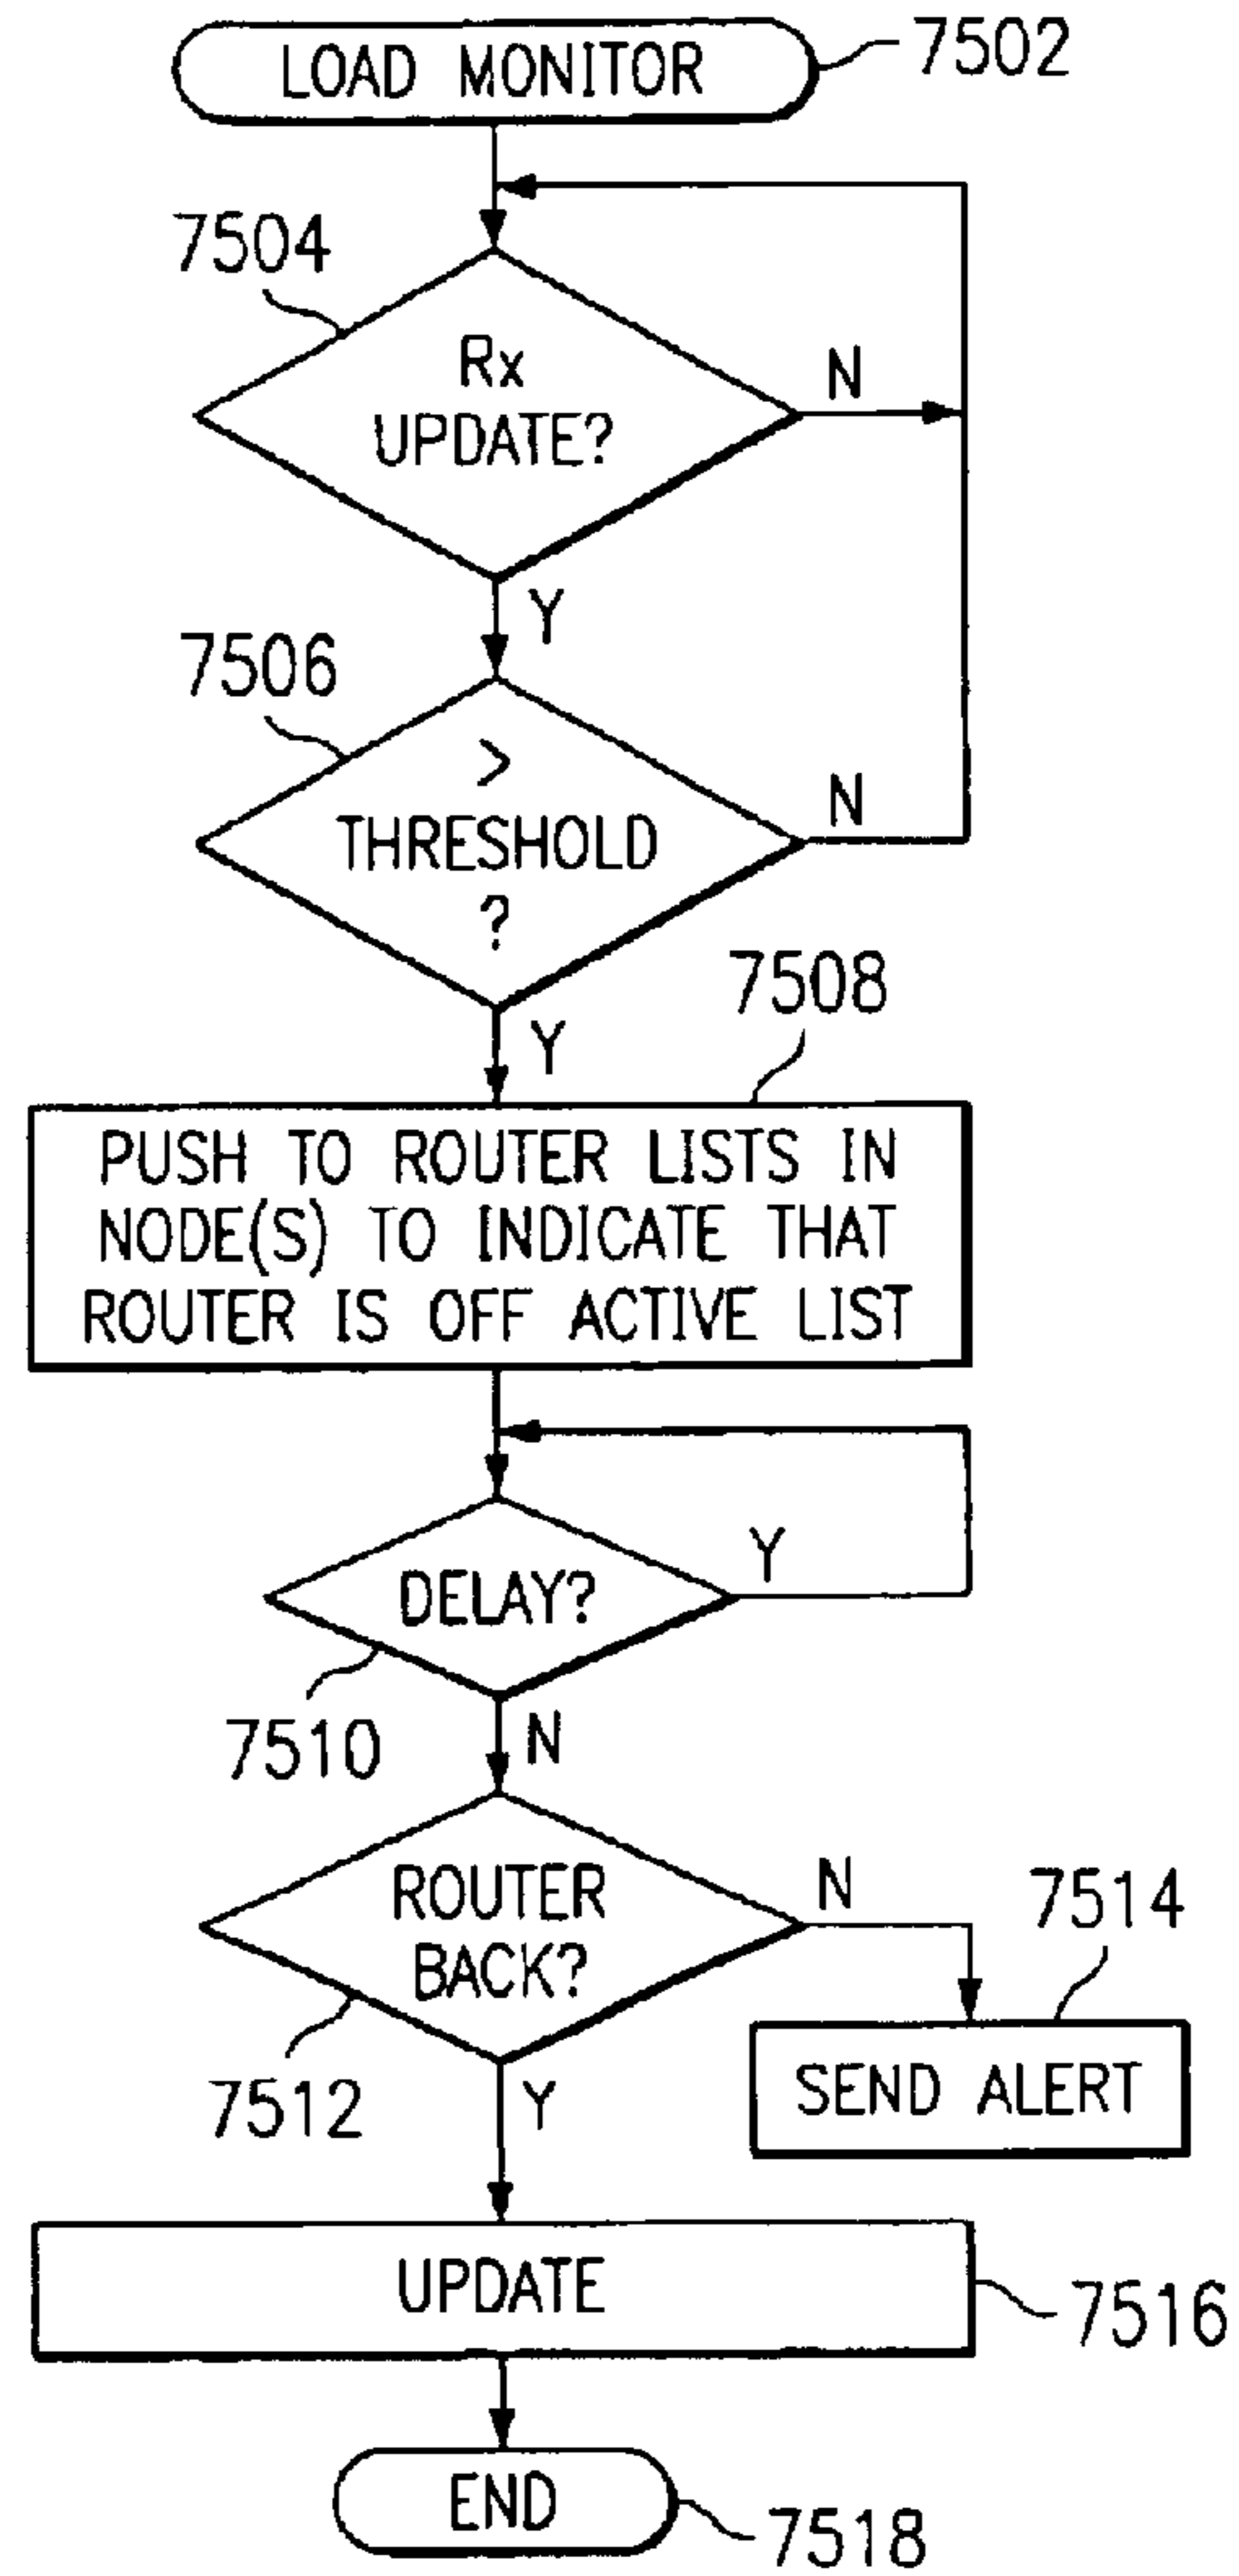 LOAD MONITOR
7502
7504
Rx
UPDATE?
N
Y
7506
>
THRESHOLD
?
N
Y
7508
PUSH TO ROUTER LISTS IN
NODE(S) TO INDICATE THAT
ROUTER IS OFF ACTIVE LIST
DELAY?
Y
7510
N
ROUTER
BACK?
N
7514
7512
Y
SEND ALERT
UPDATE
7516
END
7518